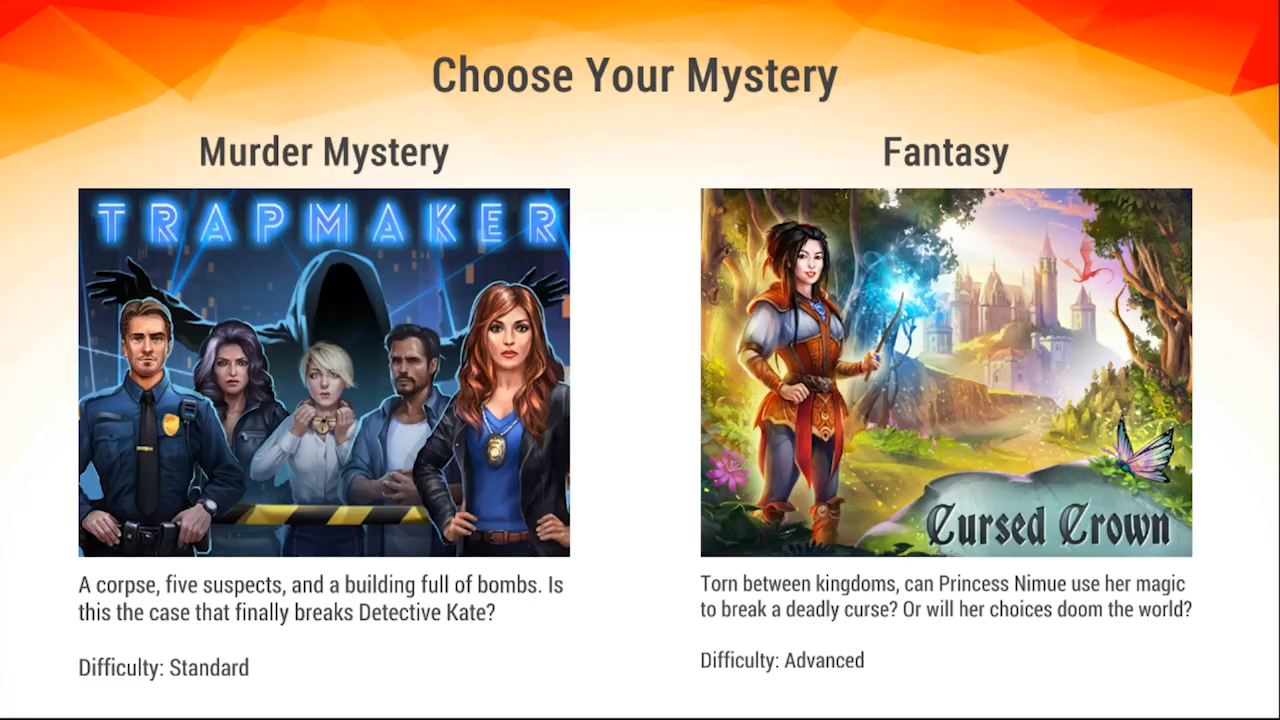 Choose Your Mystery
Murder Mystery
TRAPMAKER
A corpse, five suspects, and a building full of bombs. Is
this the case that finally breaks Detective Kate?
Difficulty: Standard
Fantasy
Cursed Crown
Torn between kingdoms, can Princess Nimue use her magic
to break a deadly curse? Or will her choices doom the world?
Difficulty: Advanced